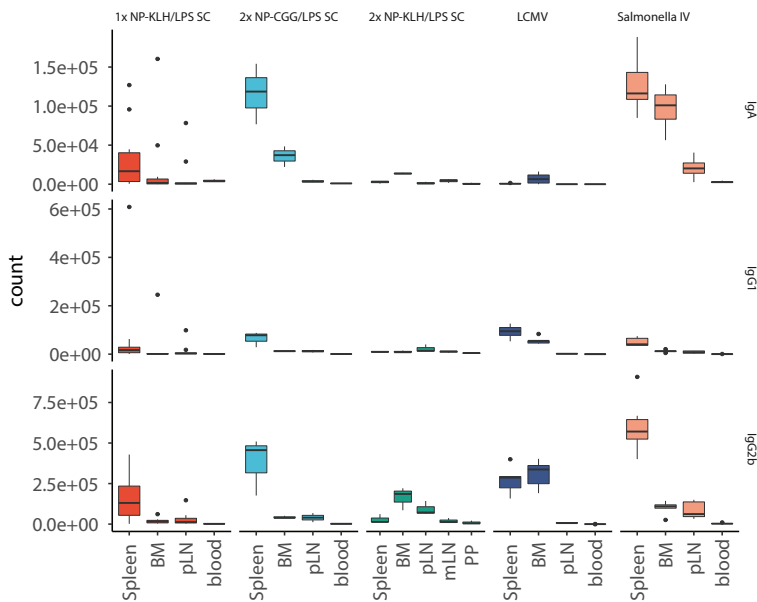 1x NP-KLH/LPS SC 2x NP-CGG/LPS SC 2x NP-KLH/LPS SC LCMV Salmonella IV
1.5e+05
1.0e+05
5.0e+04
0.0e+00
IgA
6e+05
4e+05
2e+05
0e+00
IgG1
count
7.5e+05
5.0e+05
2.5e+05
0.0e+00
IgG2b
Spleen BM pLN blood Spleen BM pLN blood Spleen BM pLN mLN PP Spleen BM pLN blood Spleen BM pLN blood